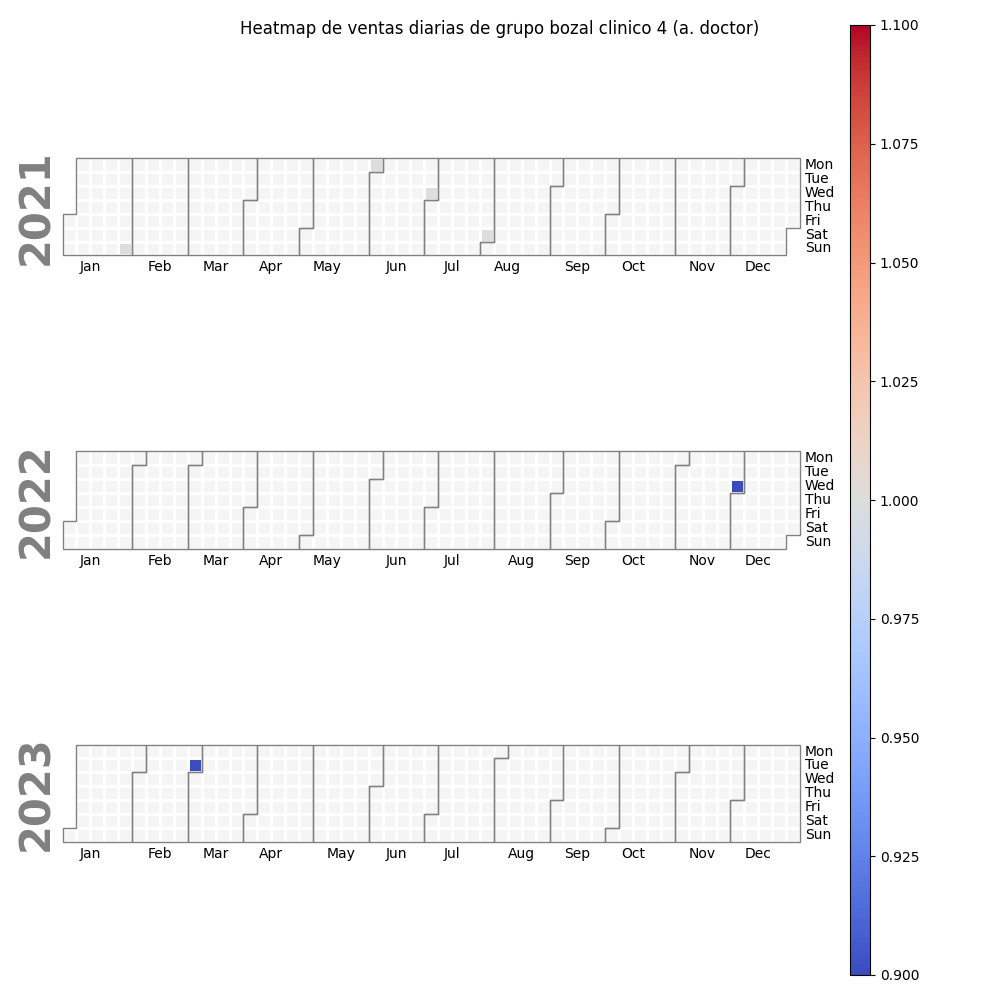 Heatmap de ventas diarias de grupo bozal clinico 4 (a. doctor)
1.100
1.075
1.050
1.025
1.000
0.975
0.950
0.925
0.900
2021
Mon
Tue
Wed
Thu
Fri
Sat
Sun
Jan Feb Mar Apr May Jun Jul Aug Sep Oct Nov Dec
2022
Mon
Tue
Wed
Thu
Fri
Sat
Sun
Jan Feb Mar Apr May Jun Jul Aug Sep Oct Nov Dec
2023
Mon
Tue
Wed
Thu
Fri
Sat
Sun
Jan Feb Mar Apr May Jun Jul Aug Sep Oct Nov Dec